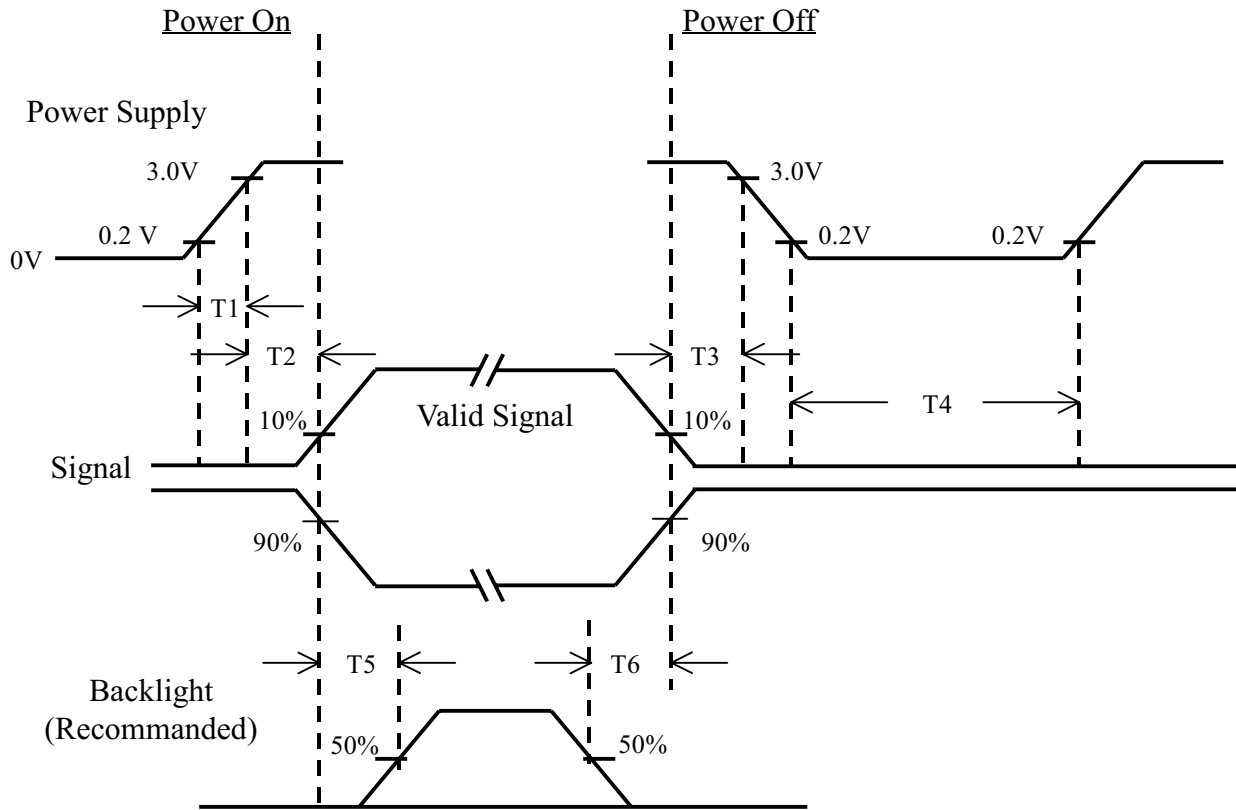 Power On
Power Off
Power Supply
3.0V
3.0V
0.2 V
0.2V
0.2V
0V
T1
T2
T3
T4
10%
Valid Signal
10%
Signal
90%
90%
T5
T6
Backlight
(Recommanded)
50%
50%